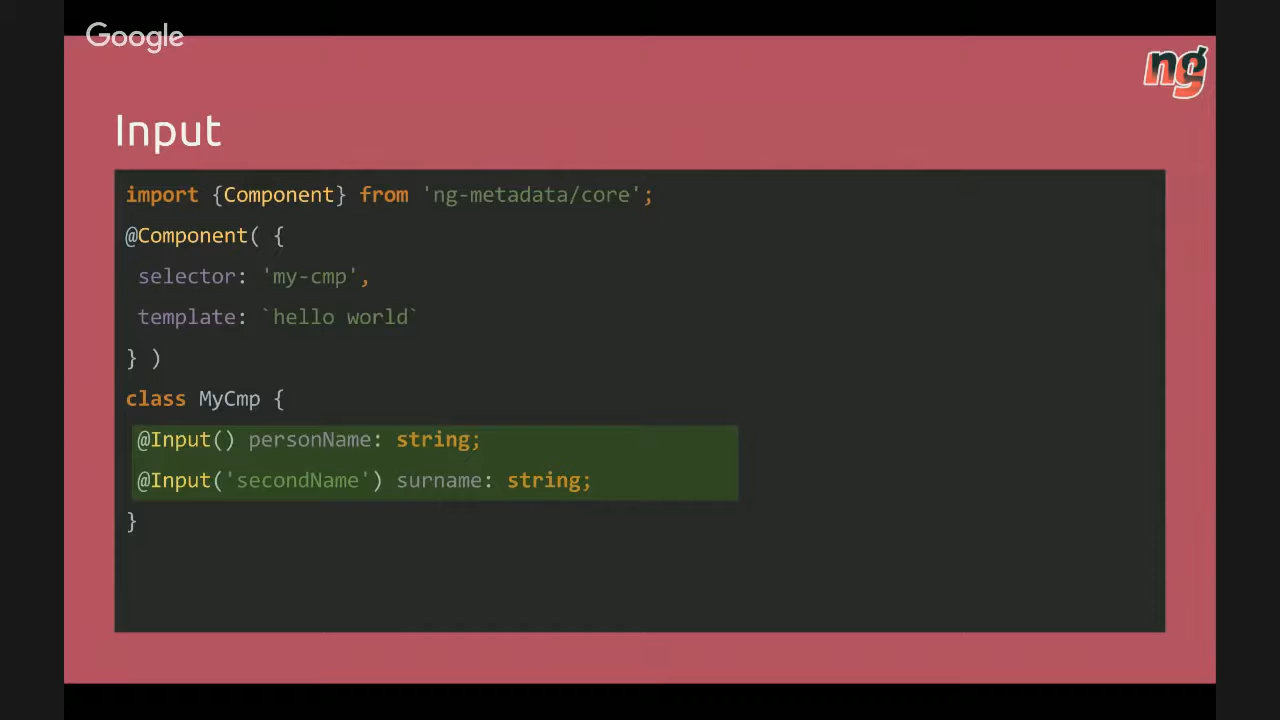 Google
ng
Input
import {Component} from 'ng-metadata/core';
@Component( {
selector: 'my-cmp',
template: `hello world`
} )
class MyCmp {
@Input() personName: string;
@Input('secondName') surname: string;
}